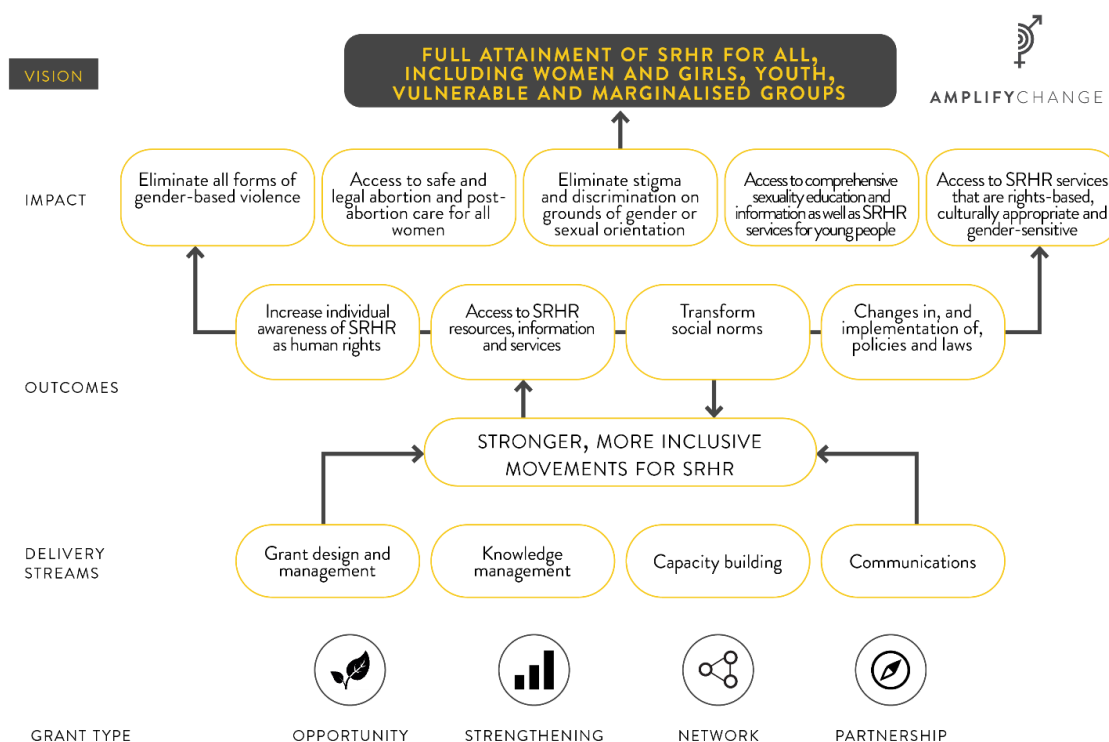 VISION
FULL ATTAINMENT OF SRHR FOR ALL,
INCLUDING WOMEN AND GIRLS, YOUTH,
VULNERABLE AND MARGINALISED GROUPS
AMPLIFYCHANGE
IMPACT
Eliminate all forms of
gender-based violence
Access to safe and
legal abortion and post-
abortion care for all
women
Eliminate stigma
and discrimination on
grounds of gender or
sexual orientation
Access to comprehensive
sexuality education and
information as well as SRHR
services for young people
Access to SRHR services
that are rights-based,
culturally appropriate and
gender-sensitive
OUTCOMES
Increase individual
awareness of SRHR
as human rights
Access to SRHR
resources, information
and services
Transform
social norms
Changes in, and
implementation of,
policies and laws
STRONGER, MORE INCLUSIVE
MOVEMENTS FOR SRHR
DELIVERY
STREAMS
Grant design and
management
Knowledge
management
Capacity building
Communications
GRANT TYPE
OPPORTUNITY
STRENGTHENING
NETWORK
PARTNERSHIP